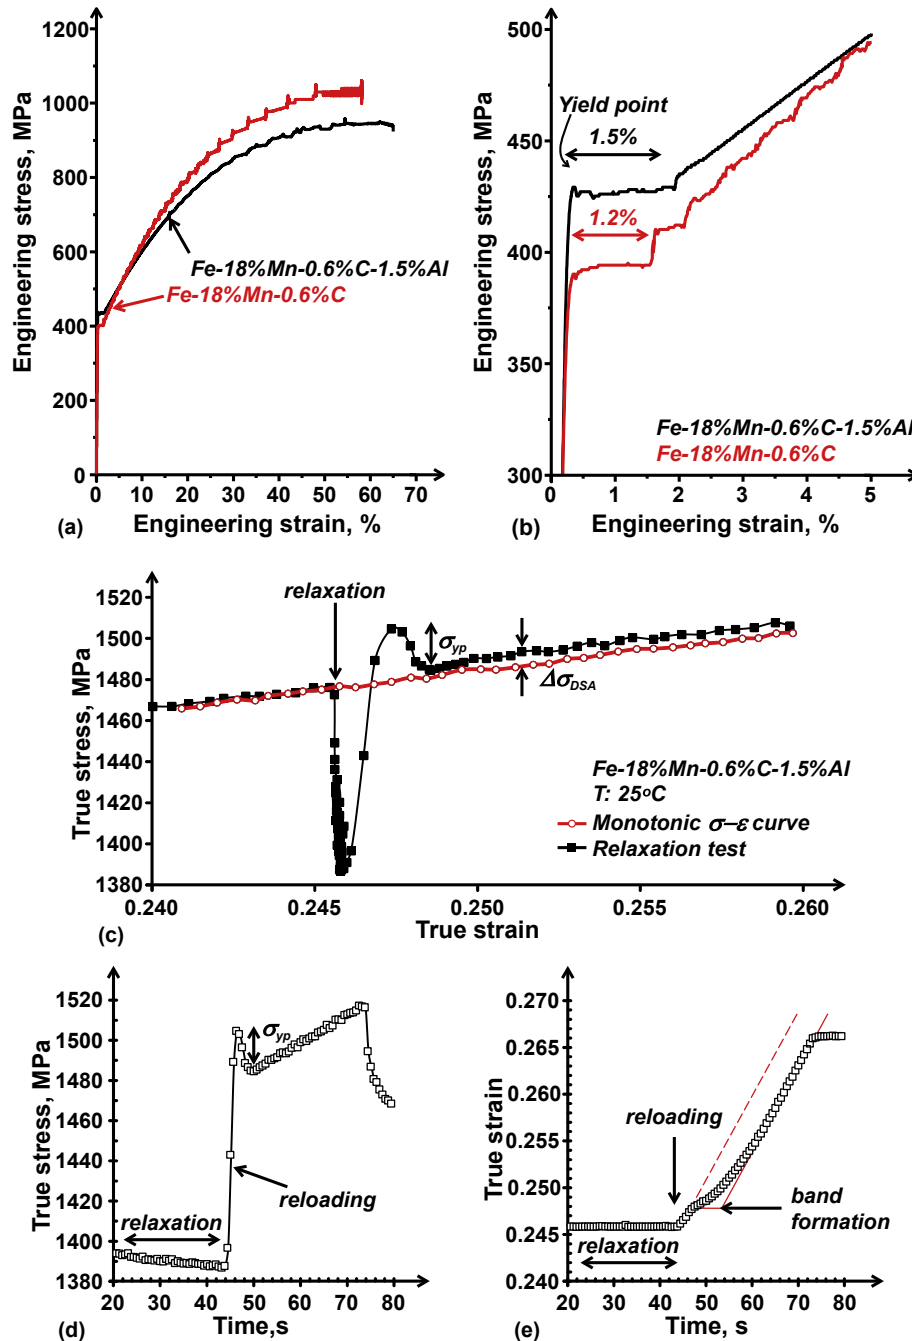 1200
1000
800
600
400
200
0
Engineering stress, MPa
Fe-18%Mn-0.6%C-1.5%Al
Fe-18%Mn-0.6%C
0 10 20 30 40 50 60 70
(a) Engineering strain, %
500
450
400
350
300
Engineering stress, MPa
Yield point
1.5%
1.2%
Fe-18%Mn-0.6%C-1.5%Al
Fe-18%Mn-0.6%C
0 1 2 3 4 5
(b) Engineering strain, %
1520
1500
1480
1460
1440
1420
1400
1380
True stress, MPa
relaxation
σyp
ΔσDSA
Fe-18%Mn-0.6%C-1.5%Al
T: 25oC
Monotonic σ–ε curve
Relaxation test
0.240 0.245 0.250 0.255 0.260
(c) True strain
1520
1500
1480
1460
1440
1420
1400
1380
True stress, MPa
σyp
reloading
relaxation
20 30 40 50 60 70 80
(d) Time,s
0.270
0.265
0.260
0.255
0.250
0.245
0.240
True strain
reloading
band
formation
relaxation
20 30 40 50 60 70 80
(e) Time, s